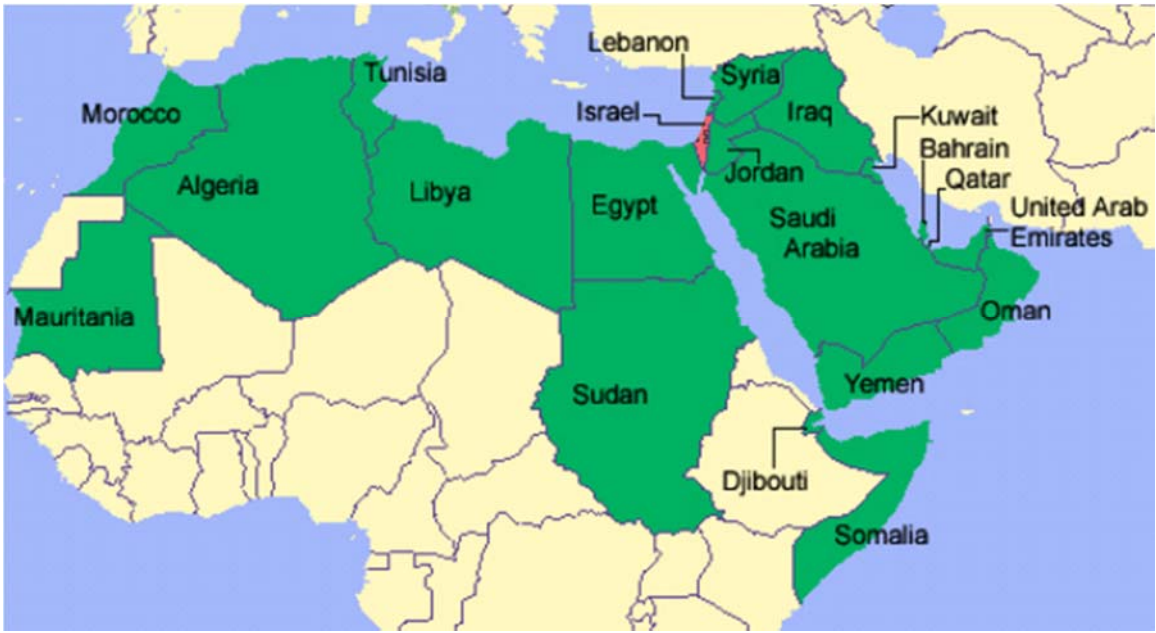 Lebanon
Syria
Tunisia
Morocco
Israel
Iraq
Kuwait
Bahrain
Jordan
Qatar
Algeria
Libya
Egypt
Saudi
Arabia
United Arab
Emirates
Mauritania
Oman
Sudan
Yemen
Djibouti
Somalia